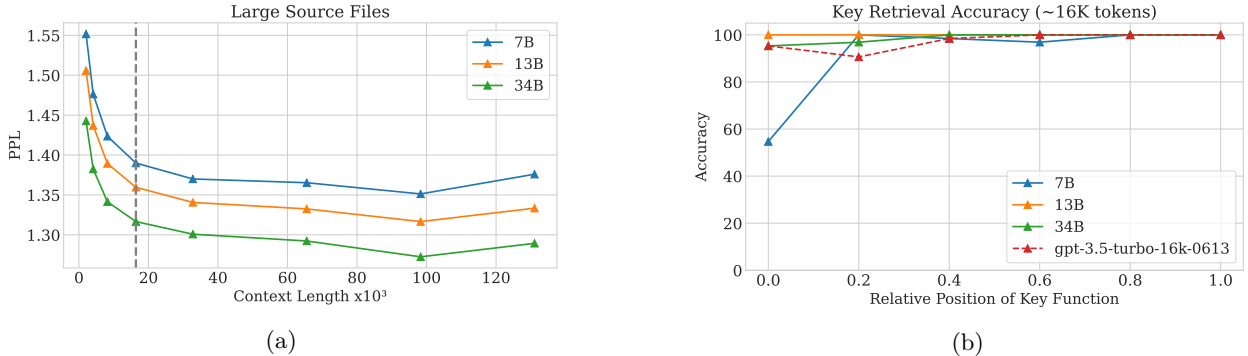 Large Source Files
1.55
1.50
1.45
1.40
1.35
1.30
PPL
7B
13B
34B
0 20 40 60 80 100 120
Context Length x10³
(a)
Key Retrieval Accuracy (~16K tokens)
100
80
60
40
20
0
Accuracy
7B
13B
34B
gpt-3.5-turbo-16k-0613
0.0 0.2 0.4 0.6 0.8 1.0
Relative Position of Key Function
(b)